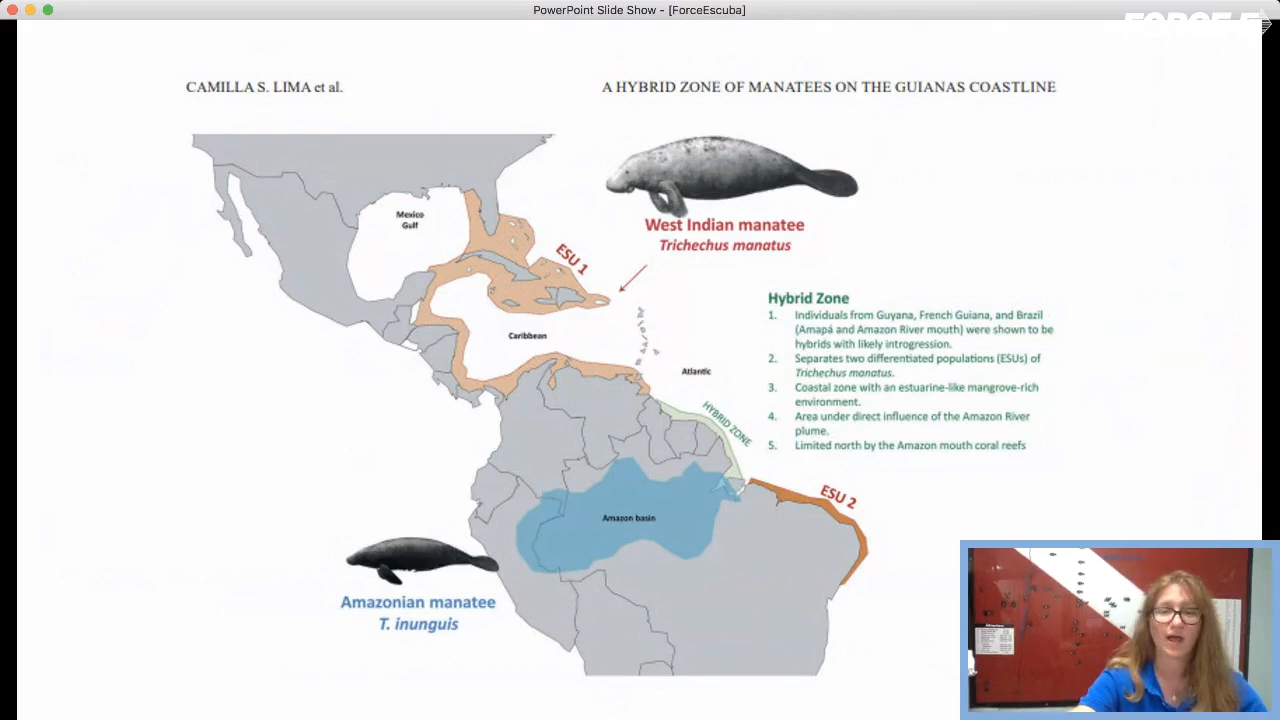 PowerPoint Slide Show - [ForceEscuba]
FORCE-E
CAMILLA S. LIMA et al.
A HYBRID ZONE OF MANATEES ON THE GUIANAS COASTLINE
Mexico
Gulf
West Indian manatee
Trichechus manatus
ESU 1
Hybrid Zone
1. Individuals from Guyana, French Guiana, and Brazil
(Amapá and Amazon River mouth) were shown to be
hybrids with likely introgression.
2. Separates two differentiated populations (ESUs) of
Trichechus manatus.
3. Coastal zone with an estuarine-like mangrove-rich
environment.
4. Area under direct influence of the Amazon River
plume.
5. Limited north by the Amazon mouth coral reefs
Caribbean
Atlantic
HYBRID ZONE
ESU 2
Amazon basin
Amazonian manatee
T. inunguis